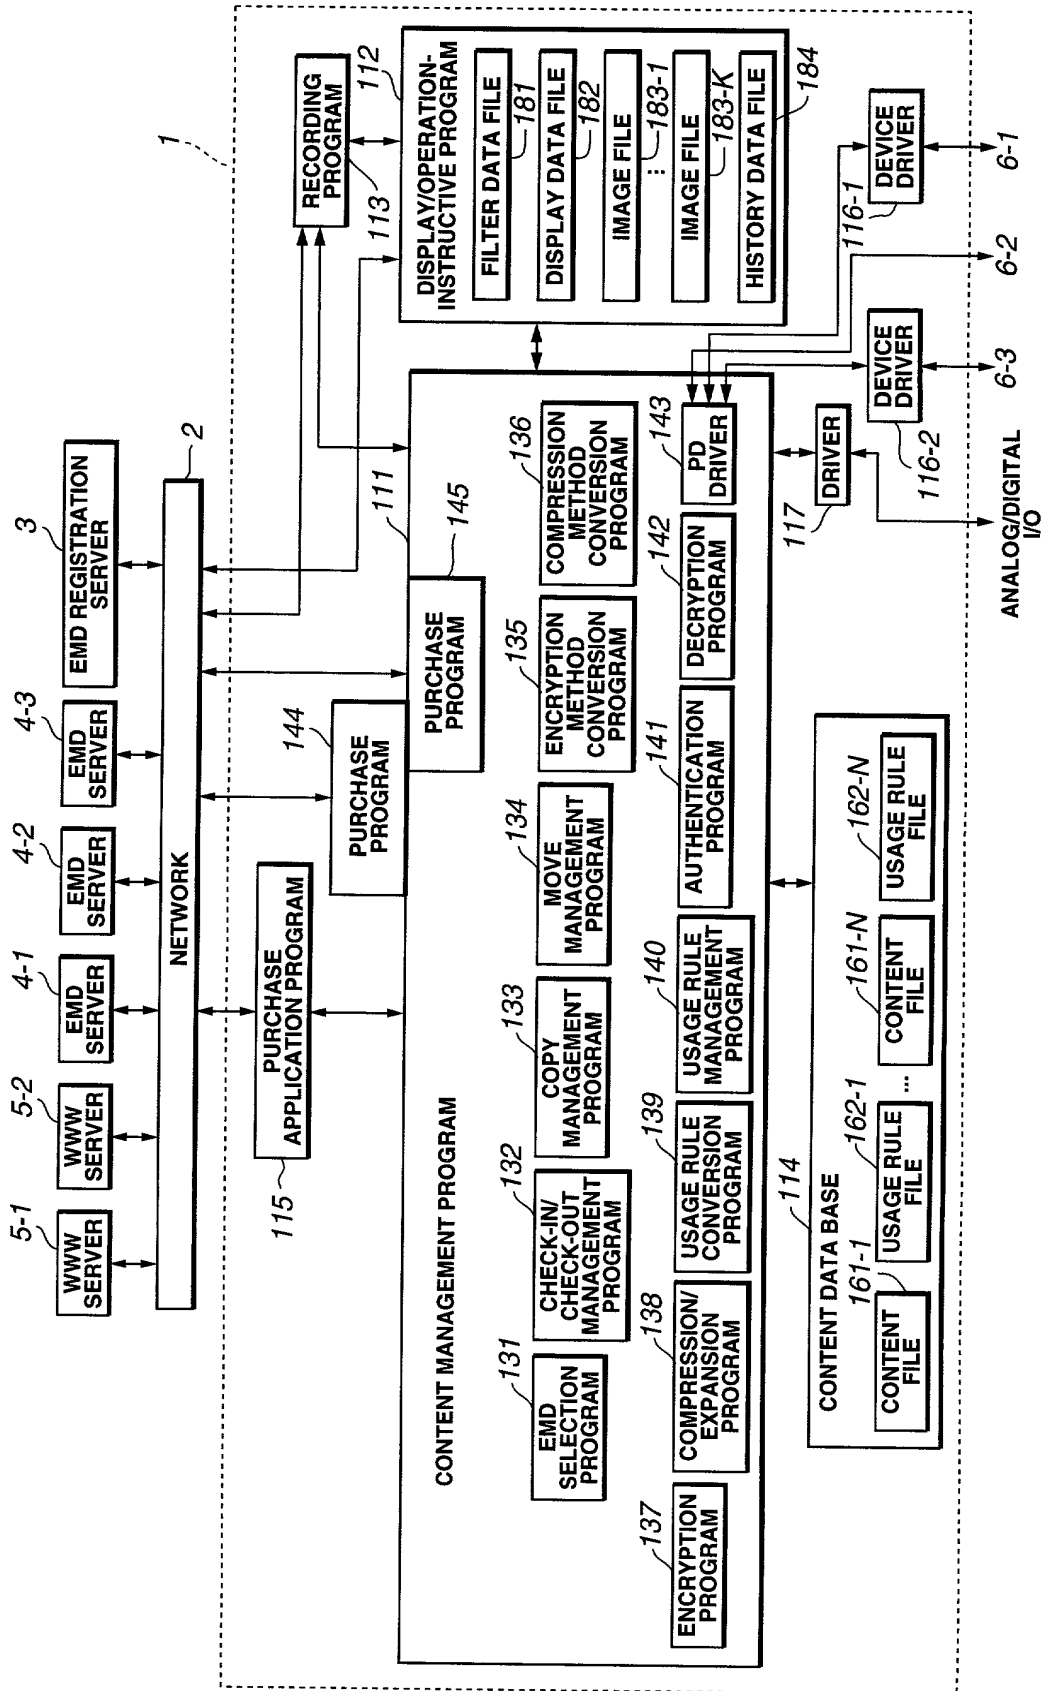 5-1
WWW
SERVER
5-2
WWW
SERVER
4-1
EMD
SERVER
4-2
EMD
SERVER
4-3
EMD
SERVER
3
EMD REGISTRATION
SERVER
NETWORK
2
1
115
PURCHASE
APPLICATION PROGRAM
144
PURCHASE
PROGRAM
145
PURCHASE
PROGRAM
111
RECORDING
PROGRAM
113
112
CONTENT MANAGEMENT PROGRAM
131
EMD
SELECTION
PROGRAM
132
CHECK-IN/
CHECK-OUT
MANAGEMENT
PROGRAM
133
COPY
MANAGEMENT
PROGRAM
134
MOVE
MANAGEMENT
PROGRAM
135
ENCRYPTION
METHOD
CONVERSION
PROGRAM
136
COMPRESSION
METHOD
CONVERSION
PROGRAM
137
ENCRYPTION
PROGRAM
138
COMPRESSION/
EXPANSION
PROGRAM
139
USAGE RULE
CONVERSION
PROGRAM
140
USAGE RULE
MANAGEMENT
PROGRAM
141
AUTHENTICATION
PROGRAM
142
DECRYPTION
PROGRAM
143
PD
DRIVER
DISPLAY/OPERATION-
INSTRUCTIVE PROGRAM
FILTER DATA FILE
181
DISPLAY DATA FILE
182
IMAGE FILE
183-1
...
IMAGE FILE
183-K
HISTORY DATA FILE
184
114
CONTENT DATA BASE
161-1
CONTENT
FILE
162-1
USAGE RULE
FILE
...
161-N
CONTENT
FILE
162-N
USAGE RULE
FILE
117
DRIVER
116-2
DEVICE
DRIVER
116-1
DEVICE
DRIVER
ANALOG/DIGITAL
I/O
6-3
6-2
6-1